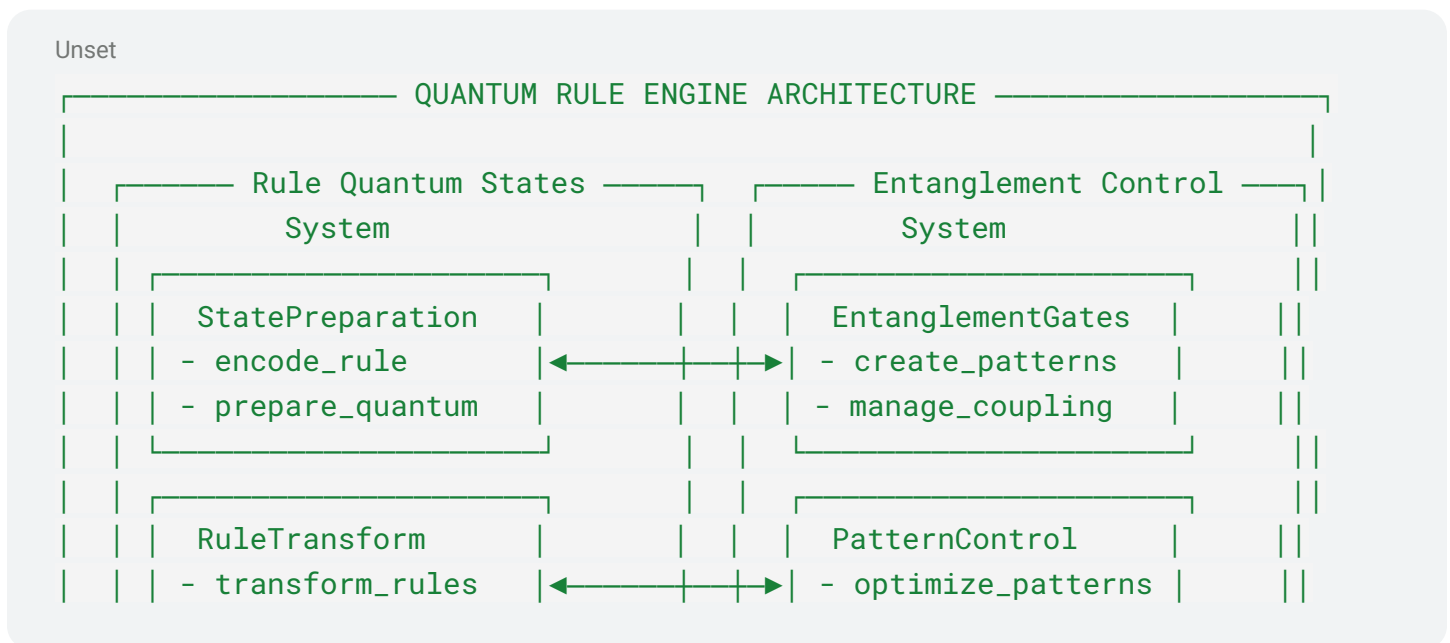 Unset
┌────────────────── QUANTUM RULE ENGINE ARCHITECTURE ──────────────────┐
│                                                                     │
│  ┌────── Rule Quantum States ─────┐  ┌───── Entanglement Control ───┐│
│  │         System                 │  │        System                ││
│  │ ┌─────────────────────┐       │  │  ┌─────────────────────┐     ││
│  │ │  StatePreparation   │       │  │  │  EntanglementGates  │     ││
│  │ │ - encode_rule       │◄──────┼──┼─►│ - create_patterns   │    ││
│  │ │ - prepare_quantum   │       │  │  │ - manage_coupling   │     ││
│  │ └─────────────────────┘       │  │  └─────────────────────┘     ││
│  │ ┌─────────────────────┐       │  │  ┌─────────────────────┐     ││
│  │ │  RuleTransform      │       │  │  │  PatternControl     │     ││
│  │ │ - transform_rules   │◄──────┼──┼─►│ - optimize_patterns │    ││